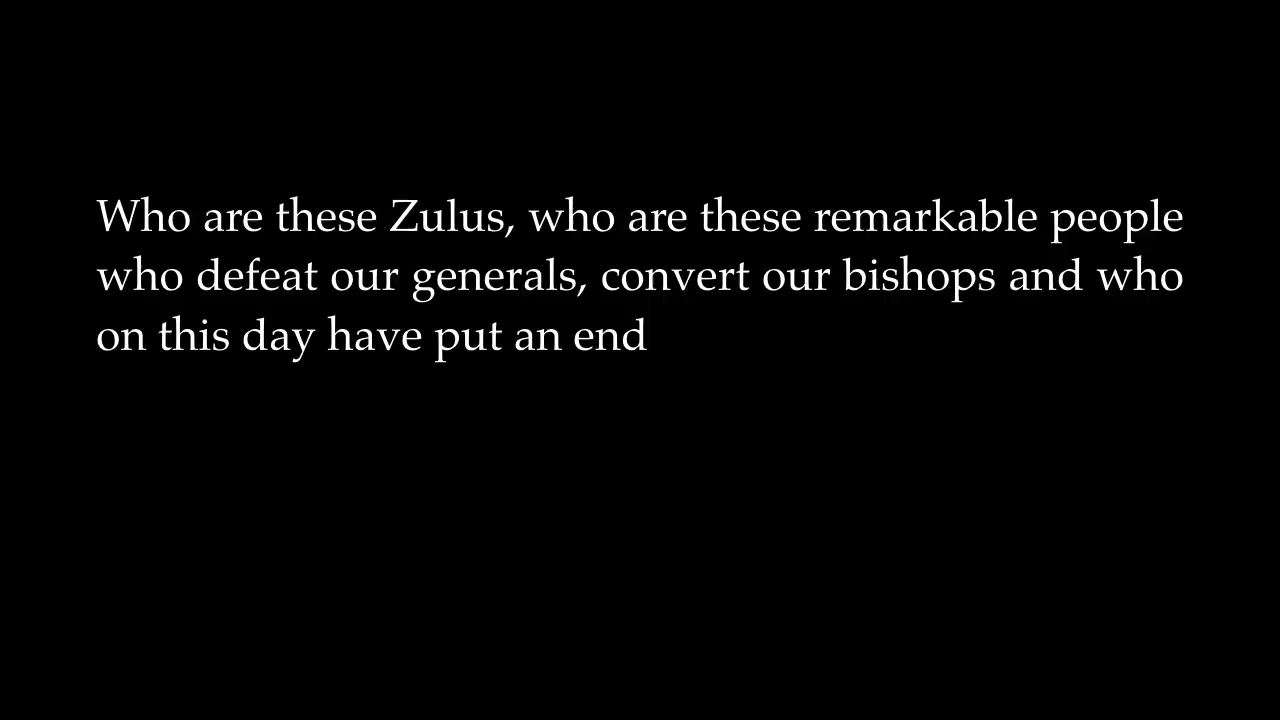 Who are these Zulus, who are these remarkable people
who defeat our generals, convert our bishops and who
on this day have put an end